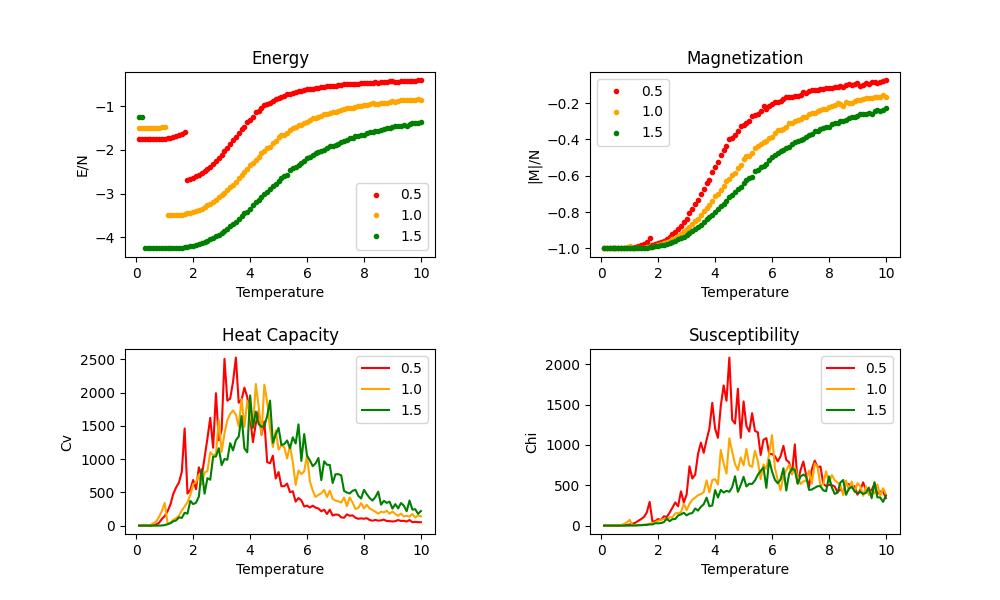 Energy
E/N
−1
−2
−3
−4
0 2 4 6 8 10
Temperature
0.5
1.0
1.5
Magnetization
|M|/N
−0.2
−0.4
−0.6
−0.8
−1.0
0 2 4 6 8 10
Temperature
0.5
1.0
1.5
Heat Capacity
Cv
2500
2000
1500
1000
500
0
0 2 4 6 8 10
Temperature
0.5
1.0
1.5
Susceptibility
Chi
2000
1500
1000
500
0
0 2 4 6 8 10
Temperature
0.5
1.0
1.5